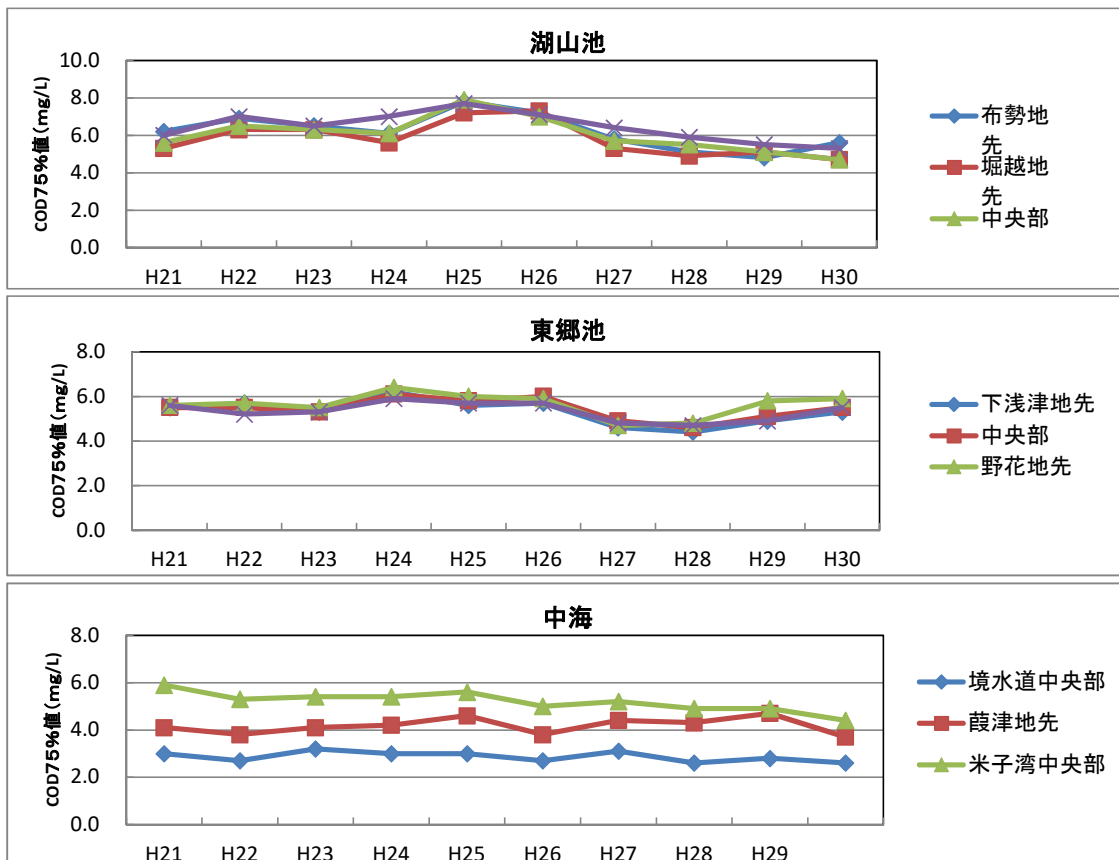 湖山池
COD75%値(mg/L)
10.0
8.0
6.0
4.0
2.0
0.0
H21 H22 H23 H24 H25 H26 H27 H28 H29 H30
布勢地先
堀越地先
中央部
東郷池
COD75%値(mg/L)
8.0
6.0
4.0
2.0
0.0
H21 H22 H23 H24 H25 H26 H27 H28 H29 H30
下浅津地先
中央部
野花地先
中海
COD75%値(mg/L)
8.0
6.0
4.0
2.0
0.0
H21 H22 H23 H24 H25 H26 H27 H28 H29
境水道中央部
葭津地先
米子湾中央部